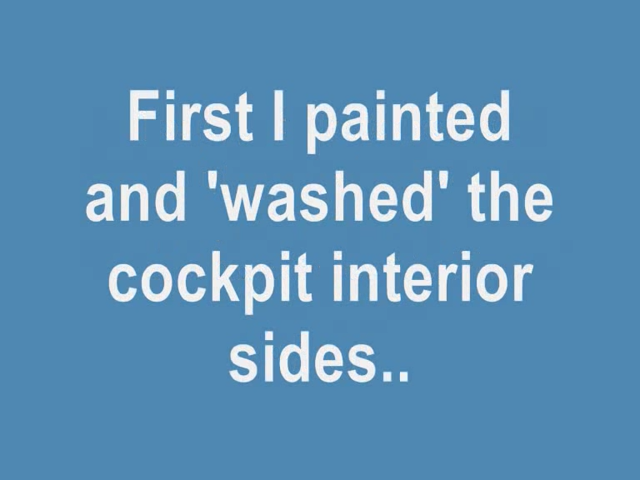 First I painted
and 'washed' the
cockpit interior
sides..